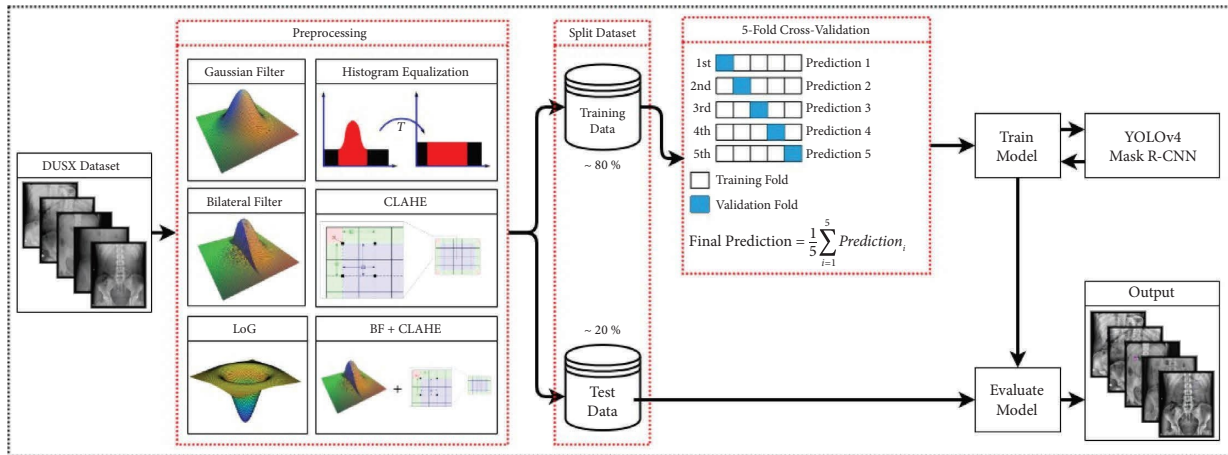 DUSX Dataset
Preprocessing
Gaussian Filter
Histogram Equalization
T
Bilateral Filter
CLAHE
LoG
BF + CLAHE
+
Split Dataset
Training
Data
~ 80 %
~ 20 %
Test
Data
5-Fold Cross-Validation
1st Prediction 1
2nd Prediction 2
3rd Prediction 3
4th Prediction 4
5th Prediction 5
Training Fold
Validation Fold
Final Prediction = 1/5 ∑_{i=1}^{5} Prediction_i
Train
Model
YOLOv4
Mask R-CNN
Evaluate
Model
Output